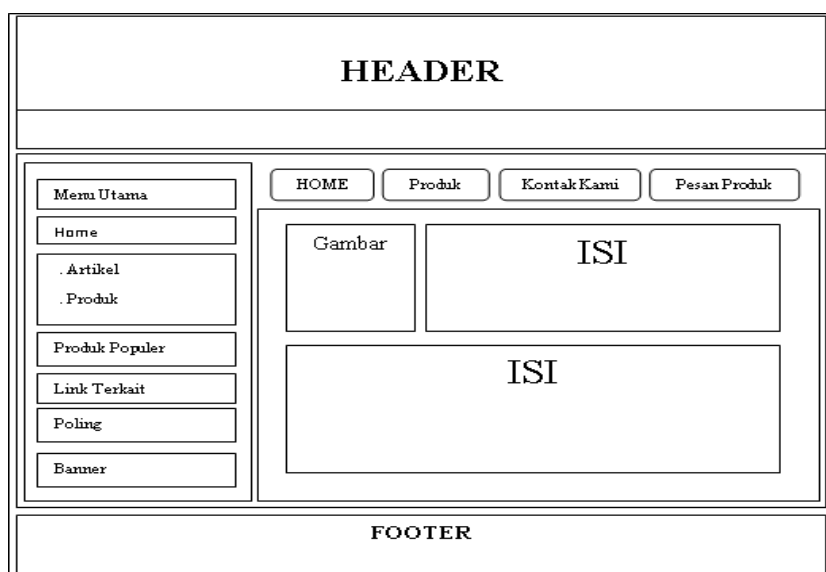 HEADER
Menu Utama
Home
. Artikel
. Produk
Produk Populer
Link Terkait
Poling
Banner
HOME
Produk
Kontak Kami
Pesan Produk
Gambar
ISI
ISI
FOOTER